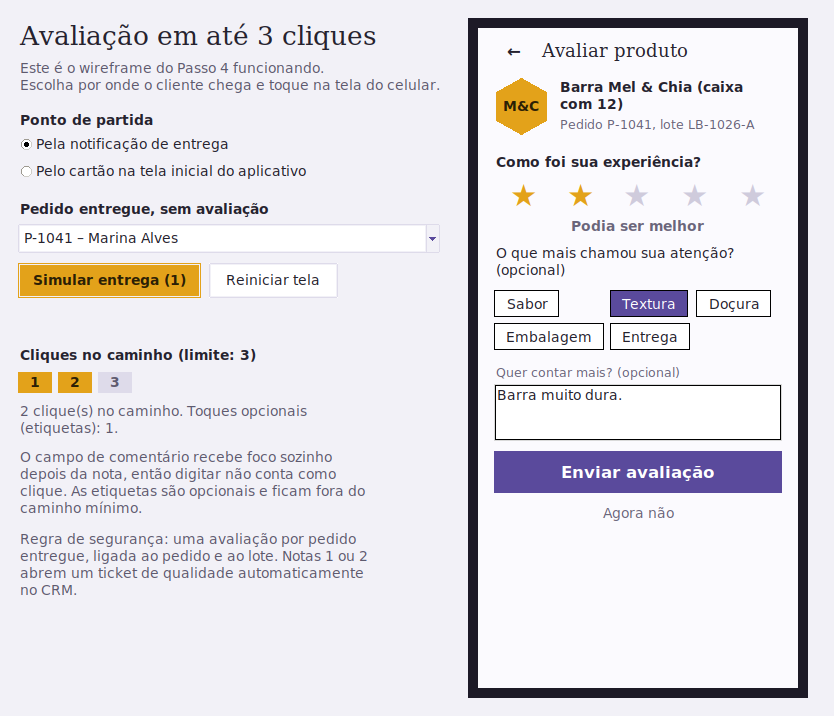 Avaliação em até 3 cliques
Este é o wireframe do Passo 4 funcionando.
Escolha por onde o cliente chega e toque na tela do celular.
Ponto de partida
Pela notificação de entrega
Pelo cartão na tela inicial do aplicativo
Pedido entregue, sem avaliação
P-1041 – Marina Alves
Simular entrega (1)
Reiniciar tela
Cliques no caminho (limite: 3)
1 2 3
2 clique(s) no caminho. Toques opcionais
(etiquetas): 1.
O campo de comentário recebe foco sozinho
depois da nota, então digitar não conta como
clique. As etiquetas são opcionais e ficam fora do
caminho mínimo.
Regra de segurança: uma avaliação por pedido
entregue, ligada ao pedido e ao lote. Notas 1 ou 2
abrem um ticket de qualidade automaticamente
no CRM.
← Avaliar produto
M&C
Barra Mel & Chia (caixa
com 12)
Pedido P-1041, lote LB-1026-A
Como foi sua experiência?
★ ★ ★ ★ ★
Podia ser melhor
O que mais chamou sua atenção?
(opcional)
Sabor Textura Doçura
Embalagem Entrega
Quer contar mais? (opcional)
Barra muito dura.
Enviar avaliação
Agora não